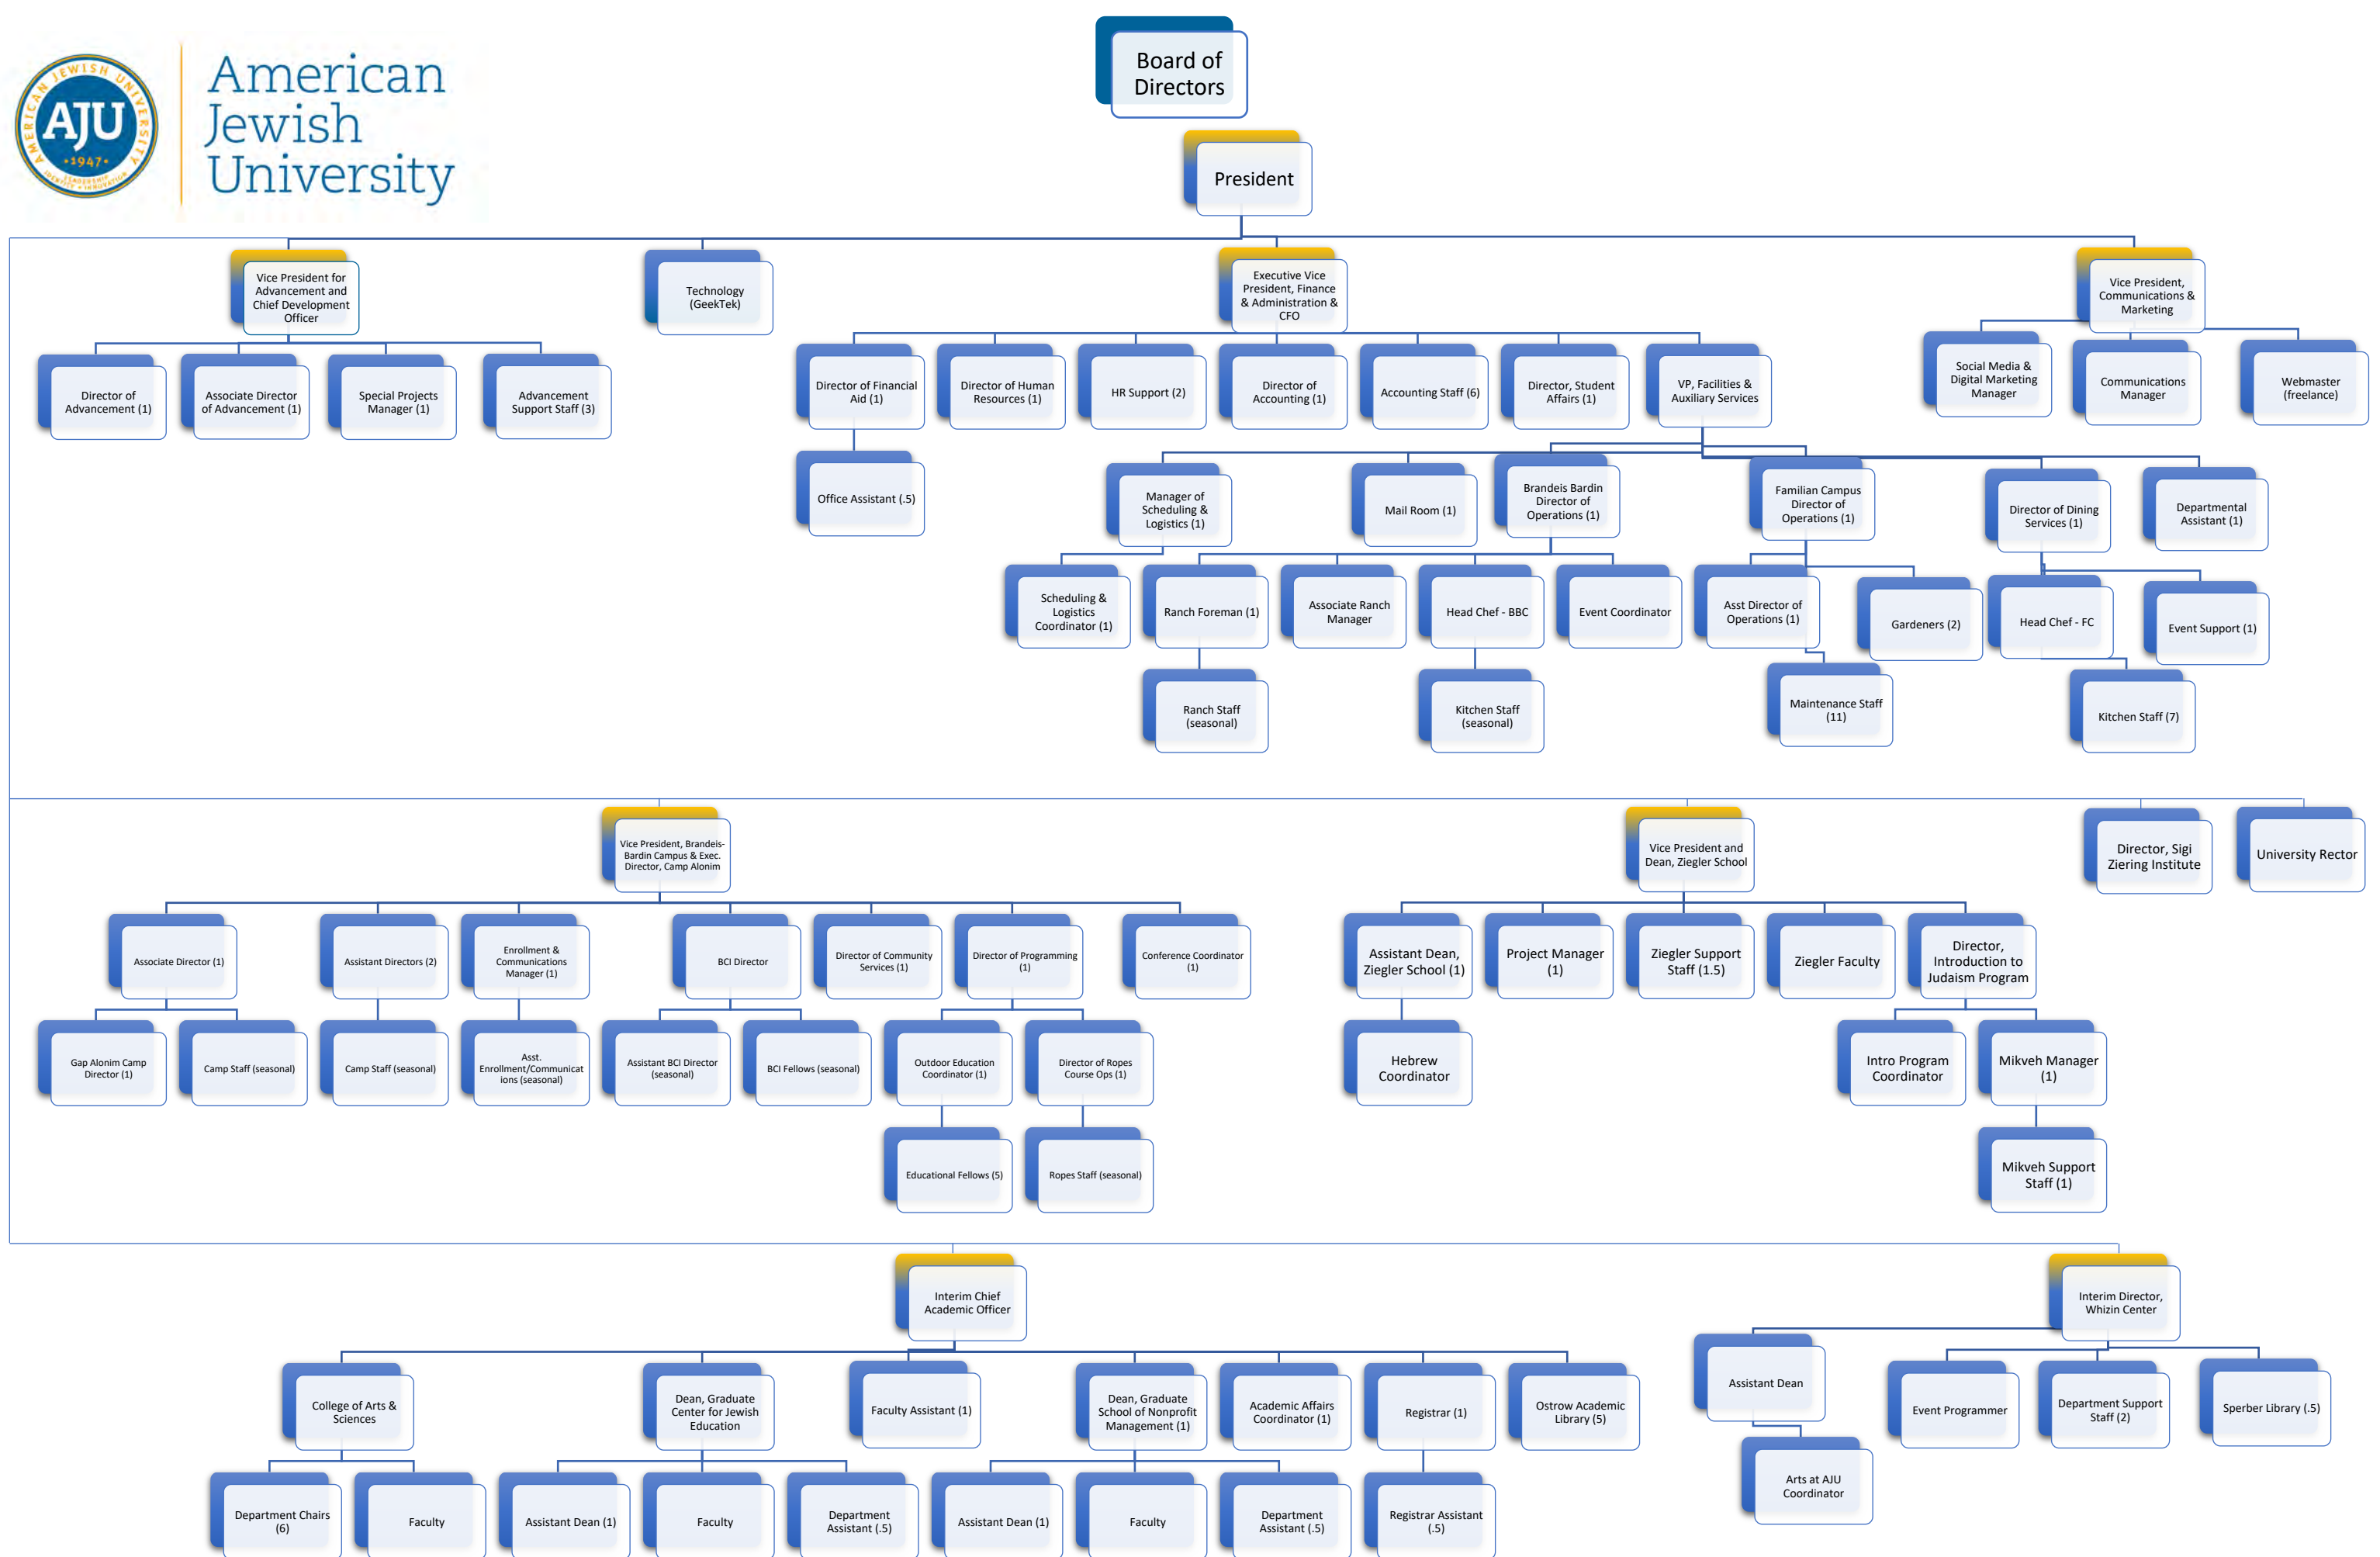 Board of
Directors
AMERICAN JEWISH UNIVERSITY
AJU
•1947•
LEADERSHIP
IDENTITY • INNOVATION
American
Jewish
University
President
Vice President for
Advancement and
Chief Development
Officer
Technology
(GeekTek)
Executive Vice
President, Finance
& Administration &
CFO
Vice President,
Communications &
Marketing
Director of
Advancement (1)
Associate Director
of Advancement (1)
Special Projects
Manager (1)
Advancement
Support Staff (3)
Director of Financial
Aid (1)
Director of Human
Resources (1)
HR Support (2)
Director of
Accounting (1)
Accounting Staff (6)
Director, Student
Affairs (1)
VP, Facilities &
Auxiliary Services
Social Media &
Digital Marketing
Manager
Communications
Manager
Webmaster
(freelance)
Office Assistant (.5)
Manager of
Scheduling &
Logistics (1)
Mail Room (1)
Brandeis Bardin
Director of
Operations (1)
Familian Campus
Director of
Operations (1)
Director of Dining
Services (1)
Departmental
Assistant (1)
Scheduling &
Logistics
Coordinator (1)
Ranch Foreman (1)
Associate Ranch
Manager
Head Chef - BBC
Event Coordinator
Asst Director of
Operations (1)
Gardeners (2)
Head Chef - FC
Event Support (1)
Ranch Staff
(seasonal)
Kitchen Staff
(seasonal)
Maintenance Staff
(11)
Kitchen Staff (7)
Vice President, Brandeis-
Bardin Campus & Exec.
Director, Camp Alonim
Vice President and
Dean, Ziegler School
Director, Sigi
Ziering Institute
University Rector
Associate Director (1)
Assistant Directors (2)
Enrollment &
Communications
Manager (1)
BCI Director
Director of Community
Services (1)
Director of Programming
(1)
Conference Coordinator
(1)
Assistant Dean,
Ziegler School (1)
Project Manager
(1)
Ziegler Support
Staff (1.5)
Ziegler Faculty
Director,
Introduction to
Judaism Program
Gap Alonim Camp
Director (1)
Camp Staff (seasonal)
Camp Staff (seasonal)
Asst.
Enrollment/Communicat
ions (seasonal)
Assistant BCI Director
(seasonal)
BCI Fellows (seasonal)
Outdoor Education
Coordinator (1)
Director of Ropes
Course Ops (1)
Hebrew
Coordinator
Intro Program
Coordinator
Mikveh Manager
(1)
Educational Fellows (5)
Ropes Staff (seasonal)
Mikveh Support
Staff (1)
Interim Chief
Academic Officer
Interim Director,
Whizin Center
College of Arts &
Sciences
Dean, Graduate
Center for Jewish
Education
Faculty Assistant (1)
Dean, Graduate
School of Nonprofit
Management (1)
Academic Affairs
Coordinator (1)
Registrar (1)
Ostrow Academic
Library (5)
Assistant Dean
Event Programmer
Department Support
Staff (2)
Sperber Library (.5)
Arts at AJU
Coordinator
Department Chairs
(6)
Faculty
Assistant Dean (1)
Faculty
Department
Assistant (.5)
Assistant Dean (1)
Faculty
Department
Assistant (.5)
Registrar Assistant
(.5)